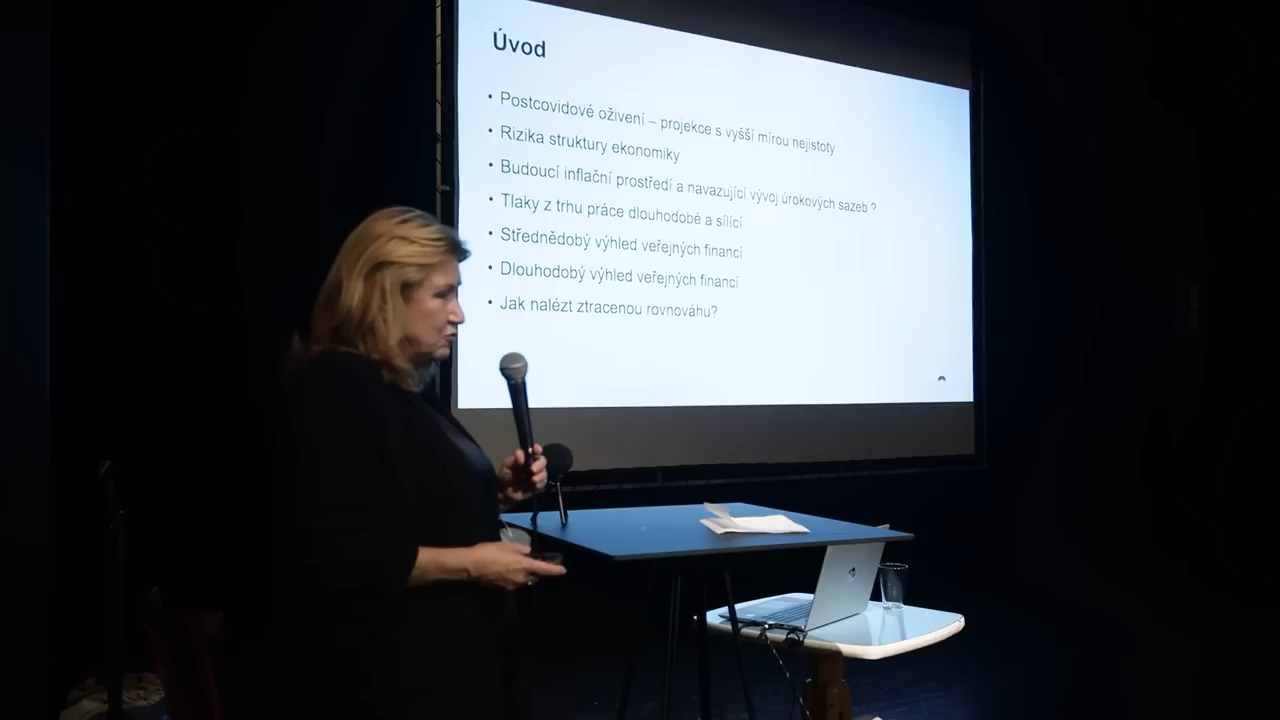 Úvod
• Postcovidové oživení – projekce s vyšší mírou nejistoty
• Rizika struktury ekonomiky
• Budoucí inflační prostředí a navazující vývoj úrokových sazeb ?
• Tlaky z trhu práce dlouhodobé a sílící
• Střednědobý výhled veřejných financí
• Dlouhodobý výhled veřejných financí
• Jak nalézt ztracenou rovnováhu?